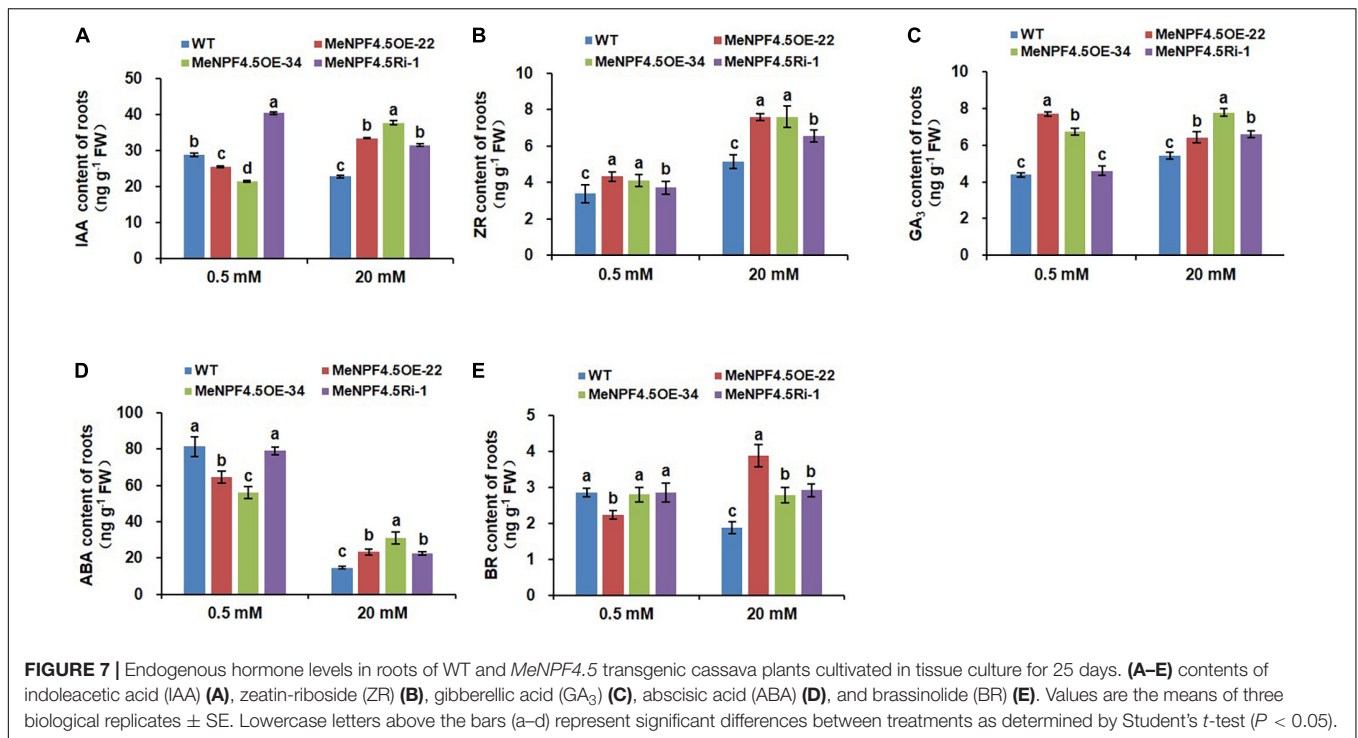 A
WT
MeNPF4.5OE-22
MeNPF4.5OE-34
MeNPF4.5Ri-1
IAA content of roots
(ng g⁻¹ FW)
50
40
30
20
10
0
b
c
d
a
c
b
a
b
0.5 mM
20 mM
B
WT
MeNPF4.5OE-22
MeNPF4.5OE-34
MeNPF4.5Ri-1
ZR content of roots
(ng g⁻¹ FW)
10
8
6
4
2
0
c
a
a
b
c
a
a
b
0.5 mM
20 mM
C
WT
MeNPF4.5OE-22
MeNPF4.5OE-34
MeNPF4.5Ri-1
GA₃ content of roots
(ng g⁻¹ FW)
10
8
6
4
2
0
c
a
b
c
c
b
a
b
0.5 mM
20 mM
D
WT
MeNPF4.5OE-22
MeNPF4.5OE-34
MeNPF4.5Ri-1
ABA content of roots
(ng g⁻¹ FW)
100
80
60
40
20
0
a
b
c
a
c
b
a
b
0.5 mM
20 mM
E
WT
MeNPF4.5OE-22
MeNPF4.5OE-34
MeNPF4.5Ri-1
BR content of roots
(ng g⁻¹ FW)
5
4
3
2
1
0
a
b
a
a
c
a
b
b
0.5 mM
20 mM
FIGURE 7 | Endogenous hormone levels in roots of WT and MeNPF4.5 transgenic cassava plants cultivated in tissue culture for 25 days. (A–E) contents of
indoleacetic acid (IAA) (A), zeatin-riboside (ZR) (B), gibberellic acid (GA₃) (C), abscisic acid (ABA) (D), and brassinolide (BR) (E). Values are the means of three
biological replicates ± SE. Lowercase letters above the bars (a–d) represent significant differences between treatments as determined by Student's t-test (P < 0.05).